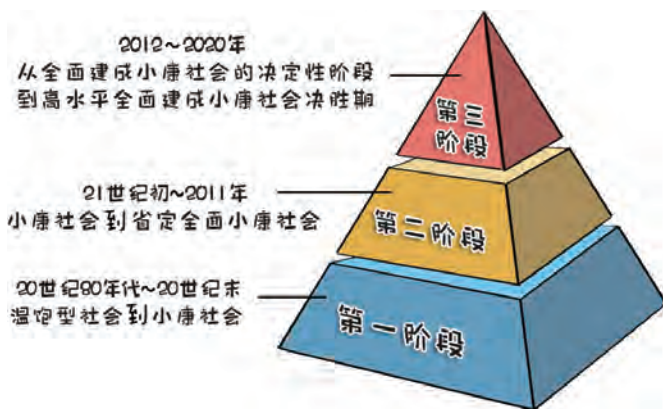 2012~2020年
从全面建成小康社会的决定性阶段
到高水平全面建成小康社会决胜期
第三
阶段
21世纪初~2011年
小康社会到省定全面小康社会
第二阶段
20世纪80年代~20世纪末
温饱型社会到小康社会
第一阶段